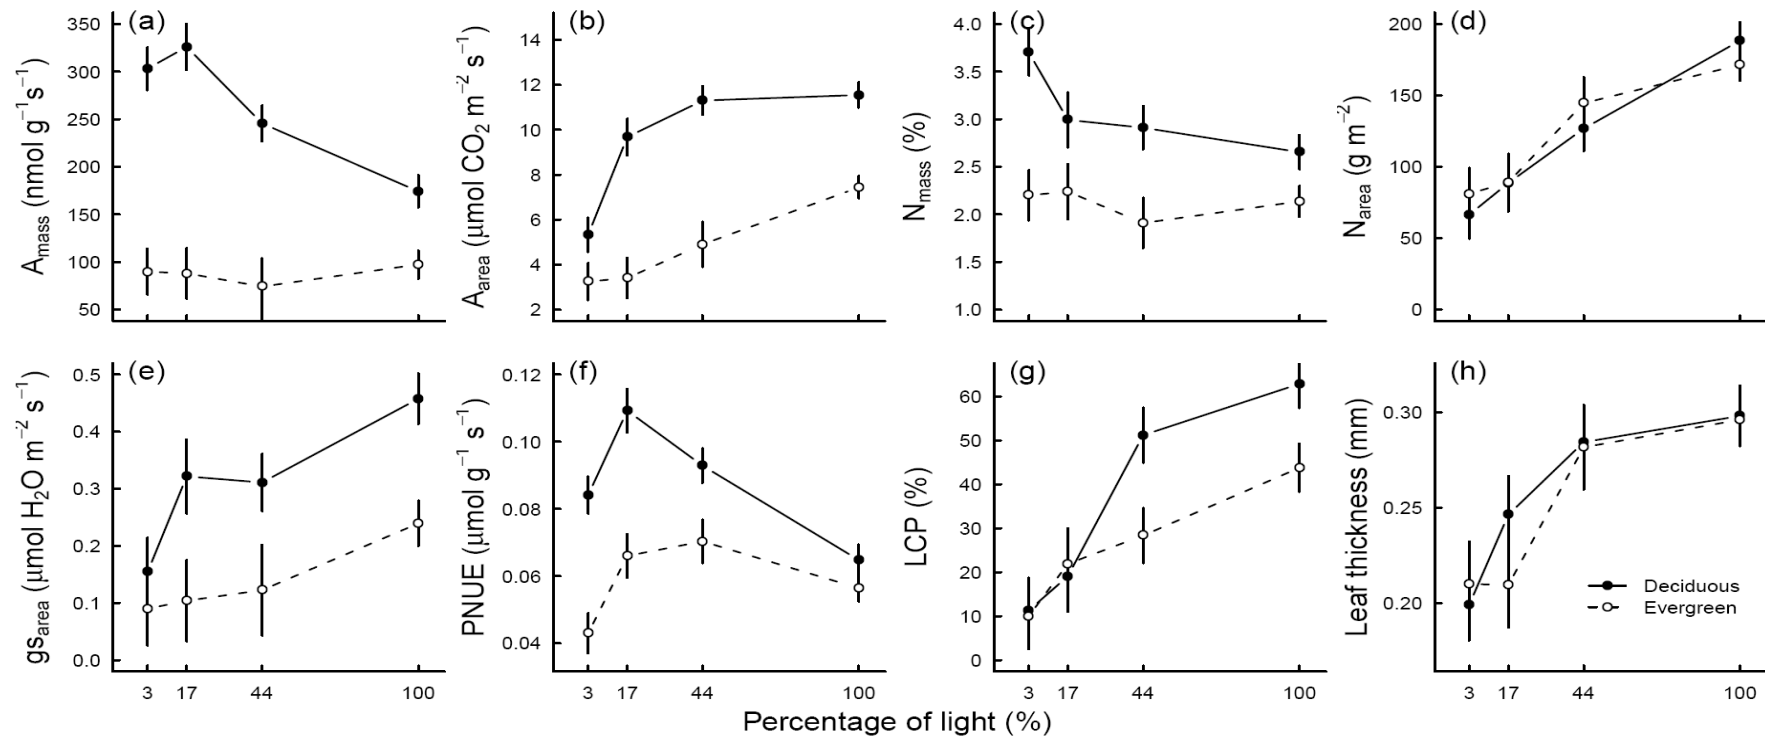 (a)
A_mass (nmol g⁻¹s⁻¹)
350
300
250
200
150
100
50
(b)
A_area (μmol CO₂ m⁻² s⁻¹)
14
12
10
8
6
4
2
(c)
N_mass (%)
4.0
3.5
3.0
2.5
2.0
1.5
1.0
(d)
N_area (g m⁻²)
200
150
100
50
0
(e)
gs_area (μmol H₂O m⁻² s⁻¹)
0.5
0.4
0.3
0.2
0.1
0.0
3 17 44 100
(f)
PNUE (μmol g⁻¹ s⁻¹)
0.12
0.10
0.08
0.06
0.04
3 17 44 100
(g)
LCP (%)
60
50
40
30
20
10
0
3 17 44 100
(h)
Leaf thickness (mm)
0.30
0.25
0.20
Deciduous
Evergreen
3 17 44 100
Percentage of light (%)